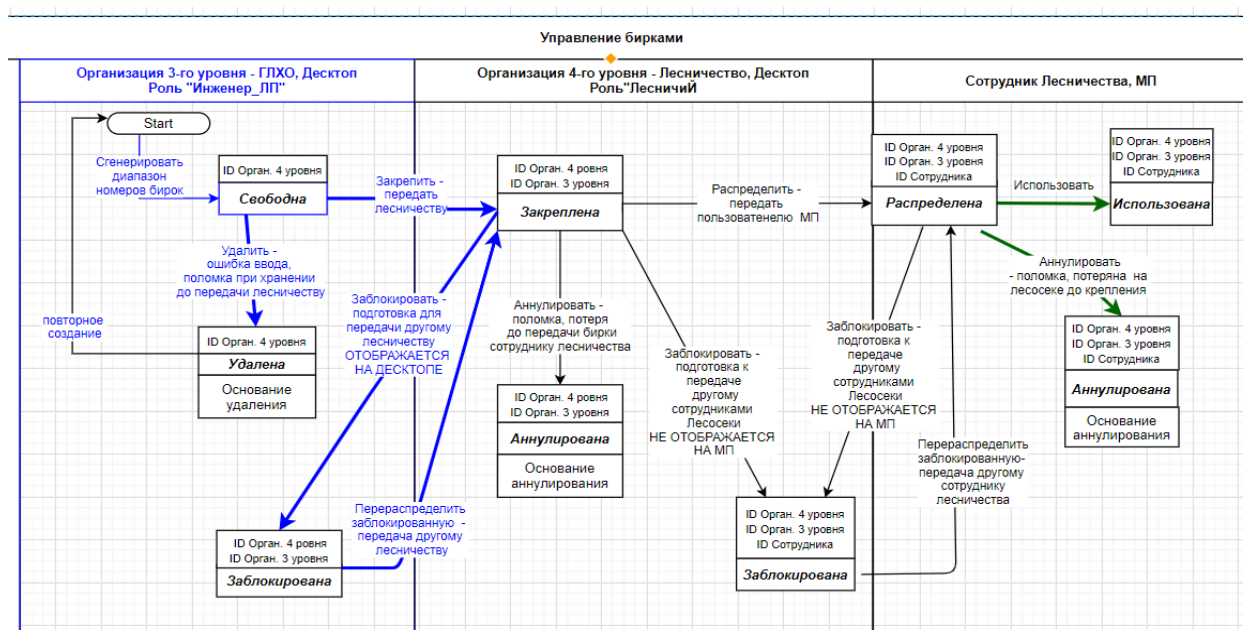 Управление бирками
Организация 3-го уровня - ГЛХО, Десктоп
Роль "Инженер_ЛП"
Организация 4-го уровня - Лесничество, Десктоп
Роль"ЛесничиЙ
Сотрудник Лесничества, МП
Start
Сгенерировать
диапазон
номеров бирок
ID Орган. 4 уровня
Свободна
Закрепить -
передать
лесничеству
ID Орган. 4 ровня
ID Орган. 3 уровня
Закреплена
Распределить -
передать
пользователею МП
ID Орган. 4 уровня
ID Орган. 3 уровня
ID Сотрудника
Распределена
Использовать
ID Орган. 4 уровня
ID Орган. 3 уровня
ID Сотрудника
Использована
Удалить -
ошибка ввода,
поломка при хранении
до передачи лесничеству
повторное
создание
ID Орган. 4 уровня
Удалена
Основание
удаления
Заблокировать -
подготовка для
передачи другому
лесничеству
ОТОБРАЖАЕТСЯ
НА ДЕСКТОПЕ
Аннулировать -
поломка, потеря
до передачи бирки
сотруднику лесничества
Заблокировать -
подготовка к
передаче
другому
сотрудниками
Лесосеки
НЕ ОТОБРАЖАЕТСЯ
НА МП
Заблокировать -
подготовка к
передаче
другому
сотрудниками
Лесосеки
НЕ ОТОБРАЖАЕТСЯ
НА МП
Аннулировать
- поломка, потеряна на
лесосеке до крепления
ID Орган. 4 уровня
ID Орган. 3 уровня
ID Сотрудника
Аннулирована
Основание
аннулирования
ID Орган. 4 ровня
ID Орган. 3 уровня
Аннулирована
Основание
аннулирования
Перераспределить
заблокированную-
передача другому
сотруднику
лесничества
Перераспределить
заблокированную -
передача другому
лесничеству
ID Орган. 4 ровня
ID Орган. 3 уровня
Заблокирована
ID Орган. 4 уровня
ID Орган. 3 уровня
ID Сотрудника
Заблокирована